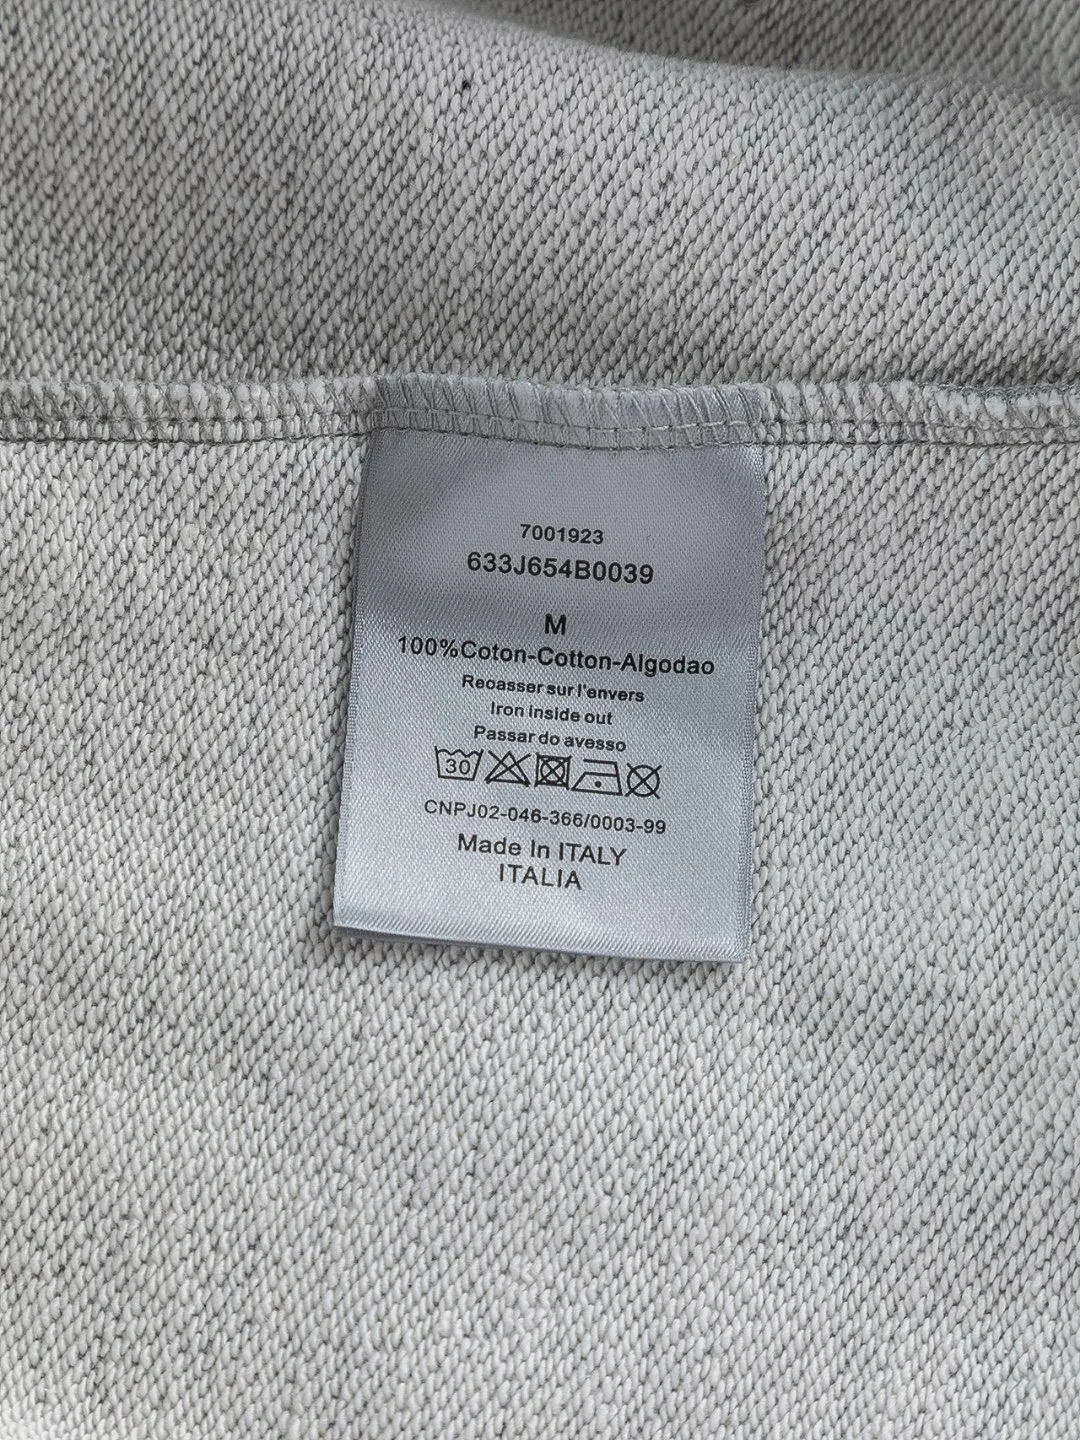 7001923
633J654B0039
M
100%Coton-Cotton-Algodao
Reoasser sur l'envers
Iron inside out
Passar do avesso
30
CNPJ02-046-366/0003-99
Made In ITALY
ITALIA